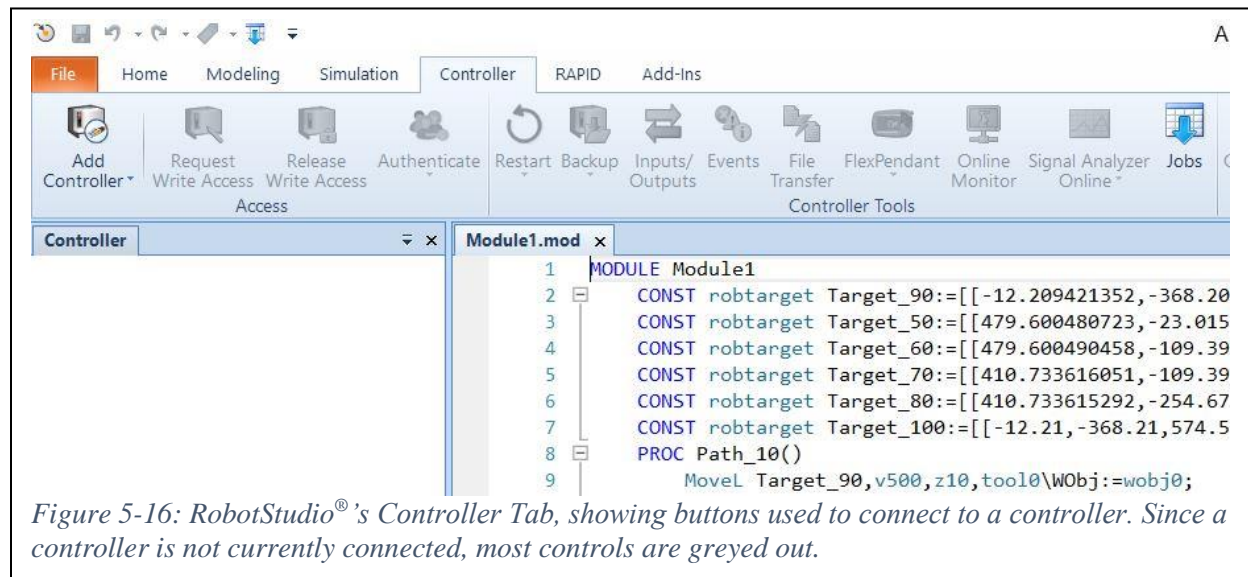 A
File Home Modeling Simulation Controller RAPID Add-Ins
Add Request Release Authenticate Restart Backup Inputs/ Events File FlexPendant Online Signal Analyzer Jobs
Controller Write Access Write Access Outputs Transfer Monitor Online
Access Controller Tools
Controller Module1.mod x
1 MODULE Module1
2 CONST robtarget Target_90:=[[-12.209421352,-368.20
3 CONST robtarget Target_50:=[[479.600480723,-23.015
4 CONST robtarget Target_60:=[[479.600490458,-109.39
5 CONST robtarget Target_70:=[[410.733616051,-109.39
6 CONST robtarget Target_80:=[[410.733615292,-254.67
7 CONST robtarget Target_100:=[[-12.21,-368.21,574.5
8 PROC Path_10()
9 MoveL Target_90,v500,z10,tool0\WObj:=wobj0;
Figure 5-16: RobotStudio®’s Controller Tab, showing buttons used to connect to a controller. Since a
controller is not currently connected, most controls are greyed out.